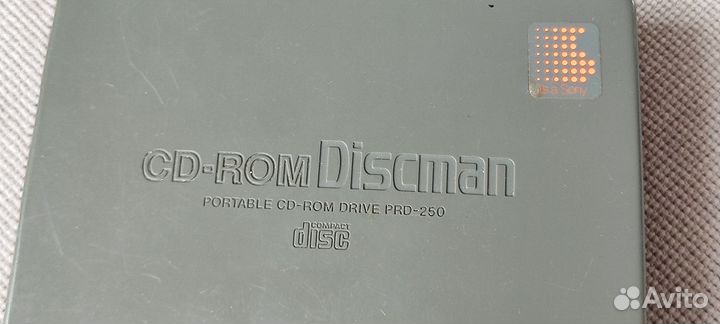 It's a Sony
CD-ROM Discman
PORTABLE CD-ROM DRIVE PRD-250
COMPACT
disc
Avito